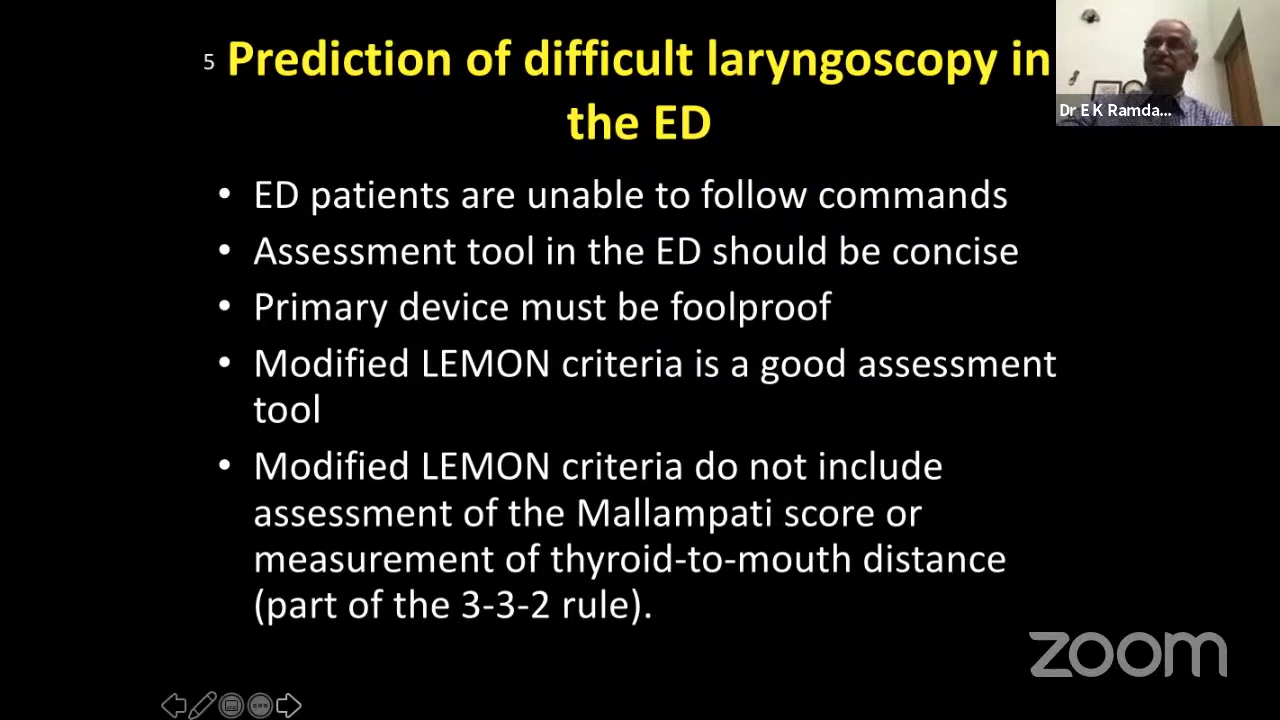 5 Prediction of difficult laryngoscopy in
the ED
Dr E K Ramda...
• ED patients are unable to follow commands
• Assessment tool in the ED should be concise
• Primary device must be foolproof
• Modified LEMON criteria is a good assessment
tool
• Modified LEMON criteria do not include
assessment of the Mallampati score or
measurement of thyroid-to-mouth distance
(part of the 3-3-2 rule).
zoom